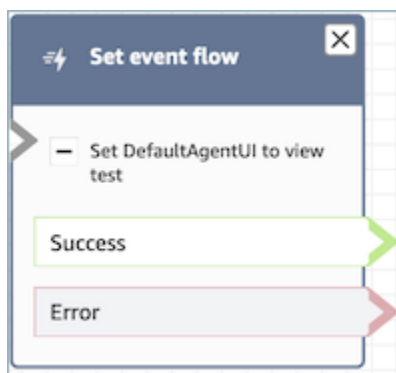 Set event flow
Set DefaultAgentUI to view
test
Success
Error